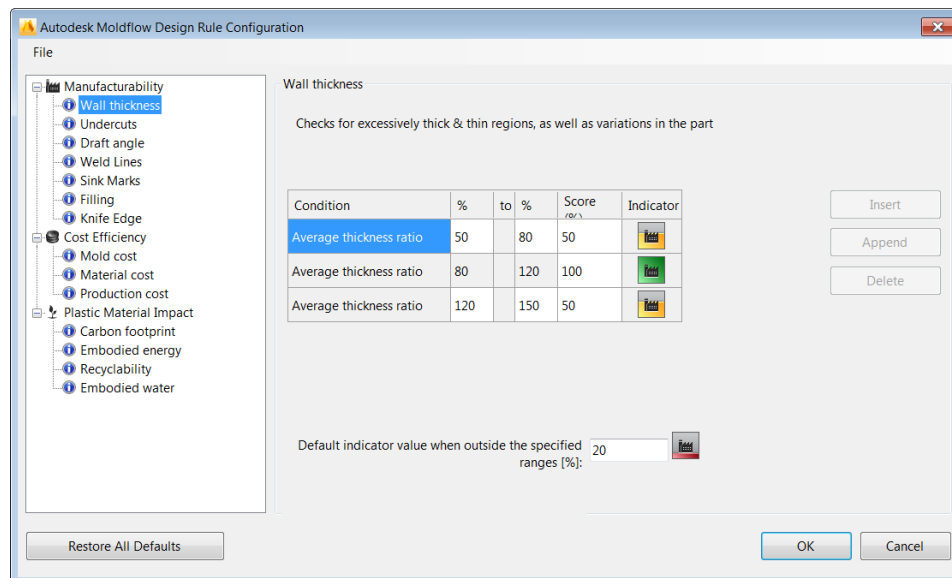 Autodesk Moldflow Design Rule Configuration
File
Manufacturability
Wall thickness
Undercuts
Draft angle
Weld Lines
Sink Marks
Filling
Knife Edge
Cost Efficiency
Mold cost
Material cost
Production cost
Plastic Material Impact
Carbon footprint
Embodied energy
Recyclability
Embodied water
Wall thickness
Checks for excessively thick & thin regions, as well as variations in the part
Condition % to % Score (%) Indicator
Average thickness ratio 50 80 50
Average thickness ratio 80 120 100
Average thickness ratio 120 150 50
Insert
Append
Delete
Default indicator value when outside the specified
ranges [%]: 20
Restore All Defaults
OK
Cancel